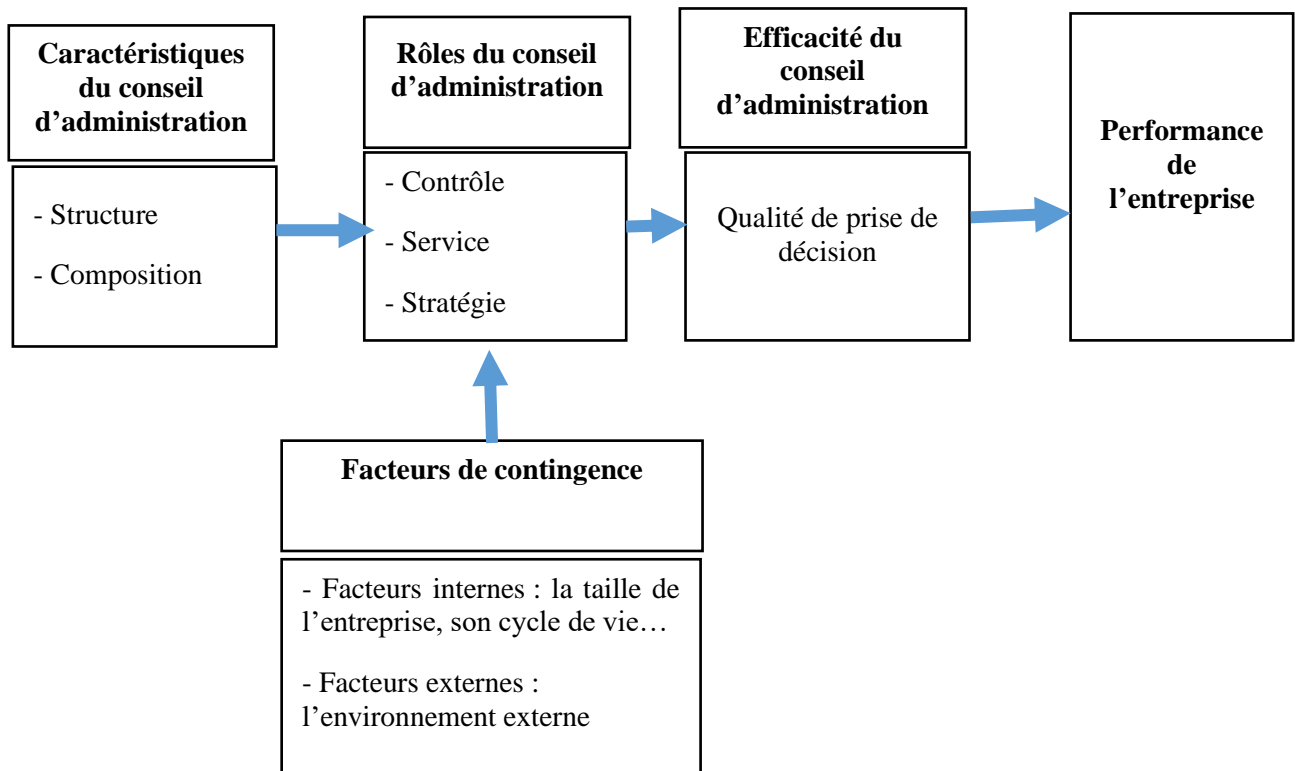 Caractéristiques
du conseil
d’administration
- Structure
- Composition
Rôles du conseil
d’administration
- Contrôle
- Service
- Stratégie
Efficacité du
conseil
d’administration
Qualité de prise de
décision
Performance
de
l’entreprise
Facteurs de contingence
- Facteurs internes : la taille de
l’entreprise, son cycle de vie…
- Facteurs externes :
l’environnement externe